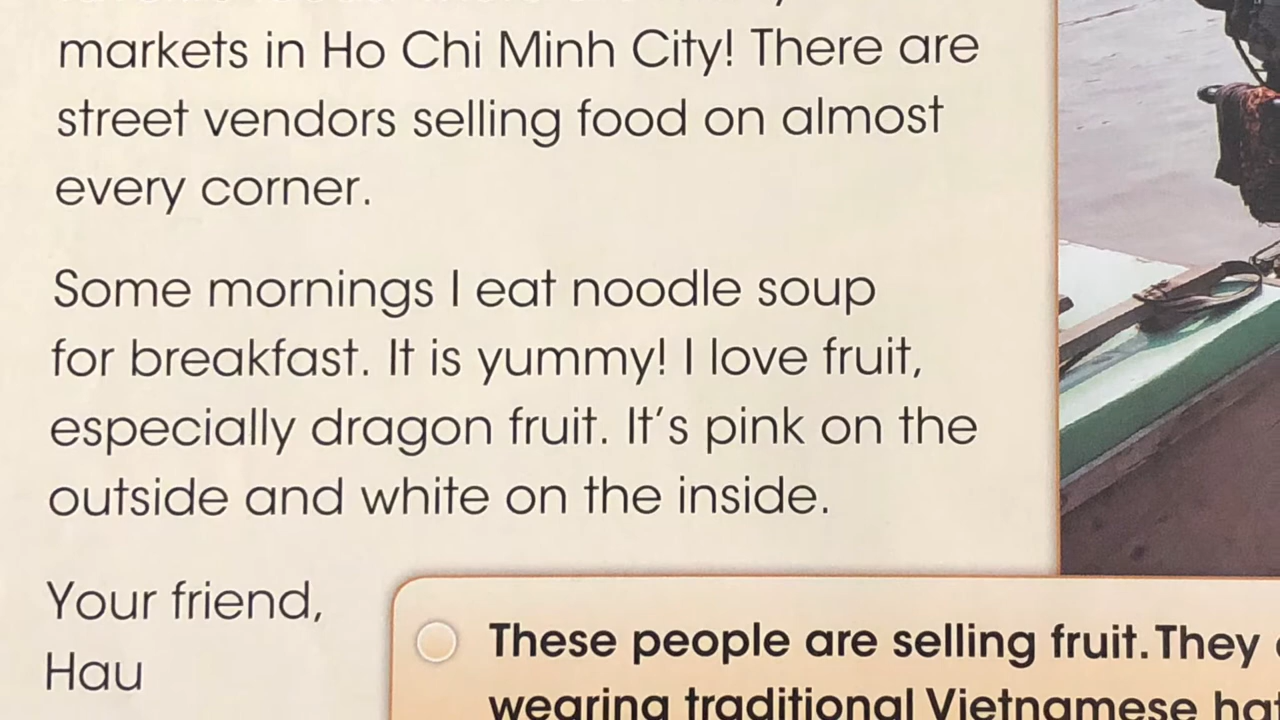 markets in Ho Chi Minh City! There are
street vendors selling food on almost
every corner.
Some mornings I eat noodle soup
for breakfast. It is yummy! I love fruit,
especially dragon fruit. It's pink on the
outside and white on the inside.
Your friend,
Hau
These people are selling fruit. They
wearing traditional Vietnamese